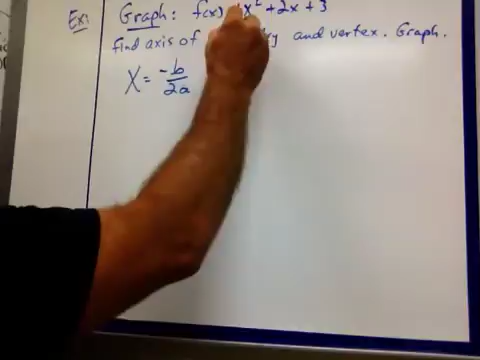 Ex: Graph: f(x) x² + 2x + 3
Find axis of and vertex. Graph.
X = -b/2a